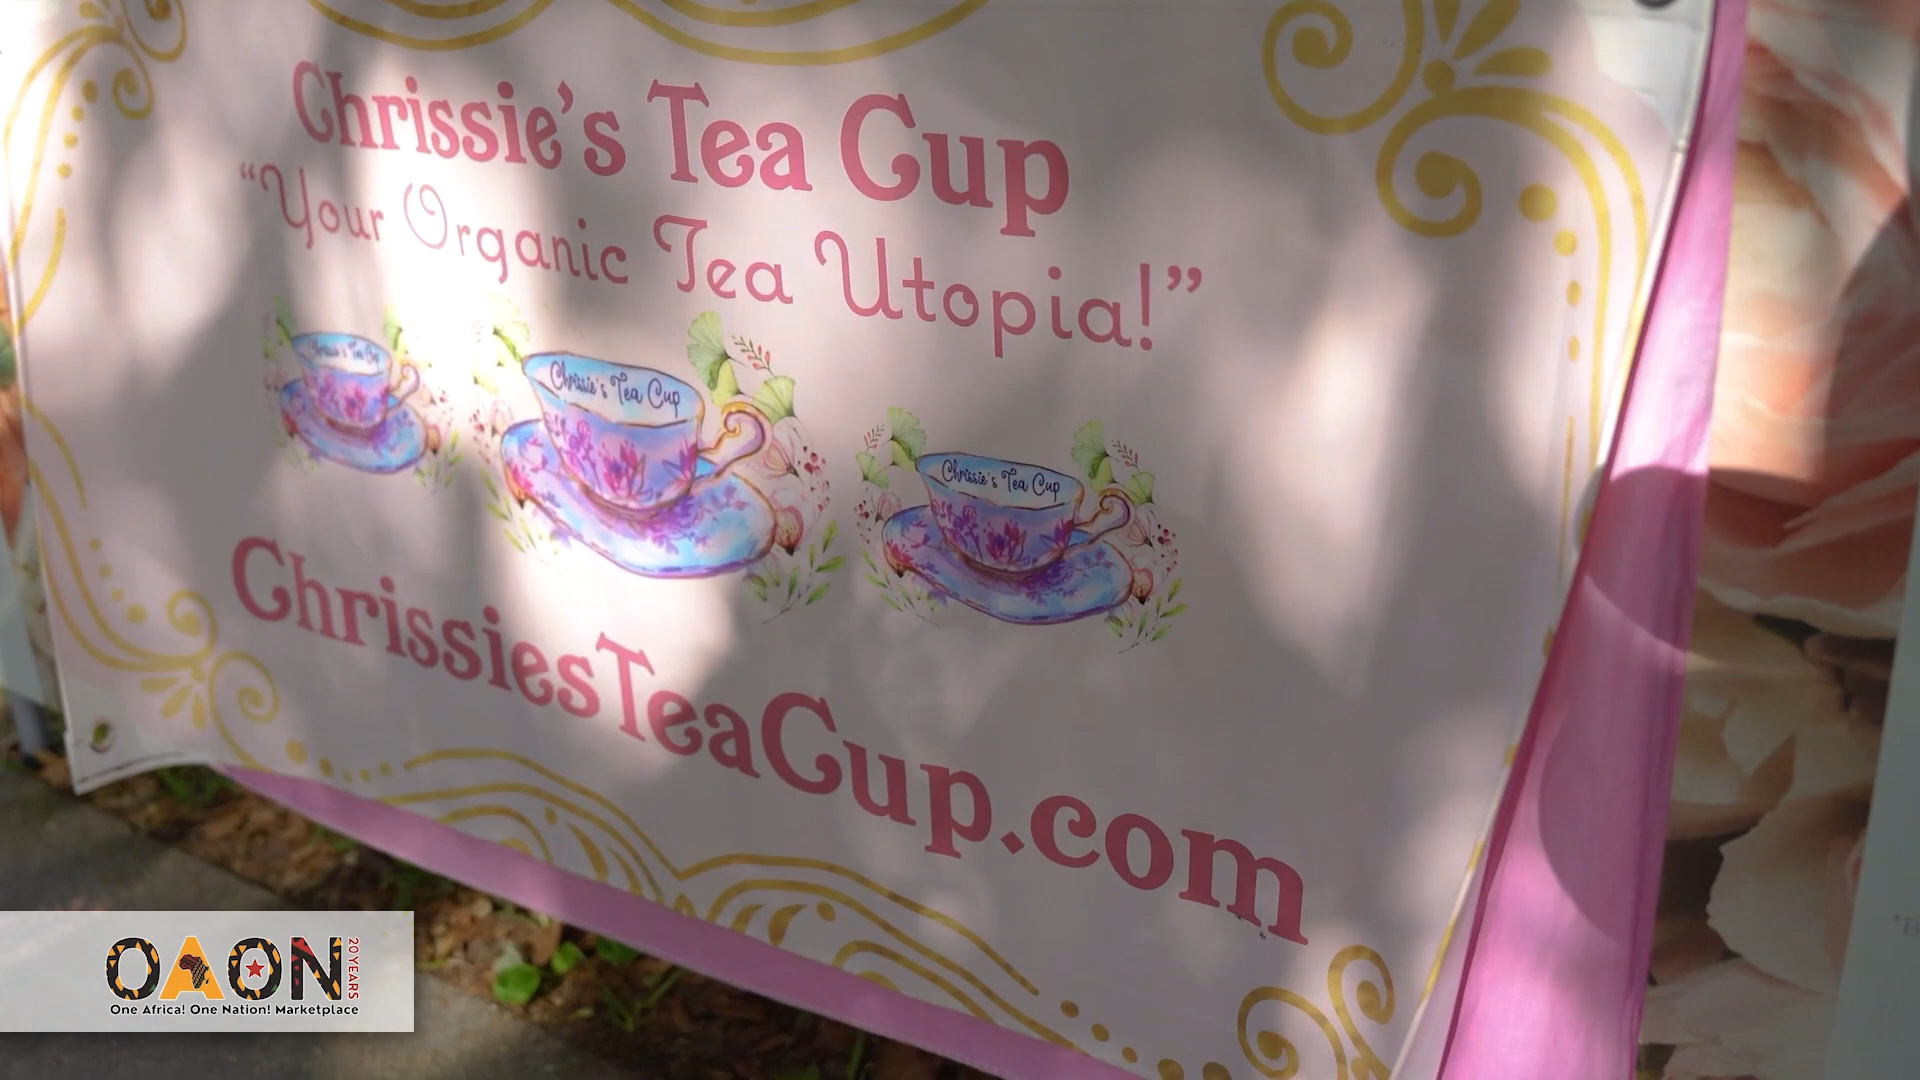 Chrissie's Tea Cup
"Your Organic Tea Utopia!"
Chrissie's Tea Cup
Chrissie's Tea Cup
Chrissie's Tea Cup
ChrissiesTeaCup.com
OAON
20 YEARS
One Africa! One Nation! Marketplace